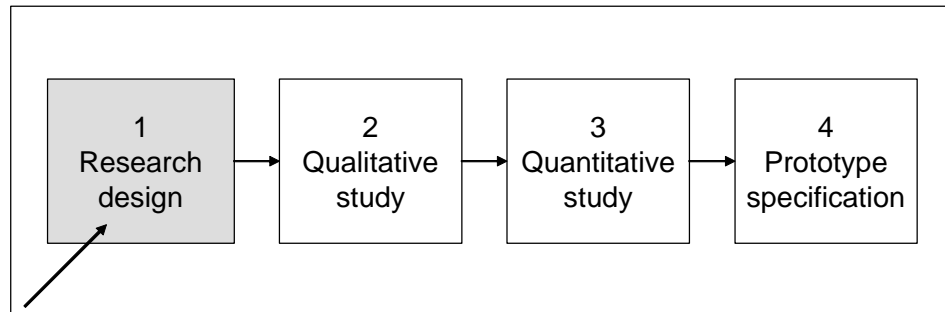 1
Research
design
2
Qualitative
study
3
Quantitative
study
4
Prototype
specification